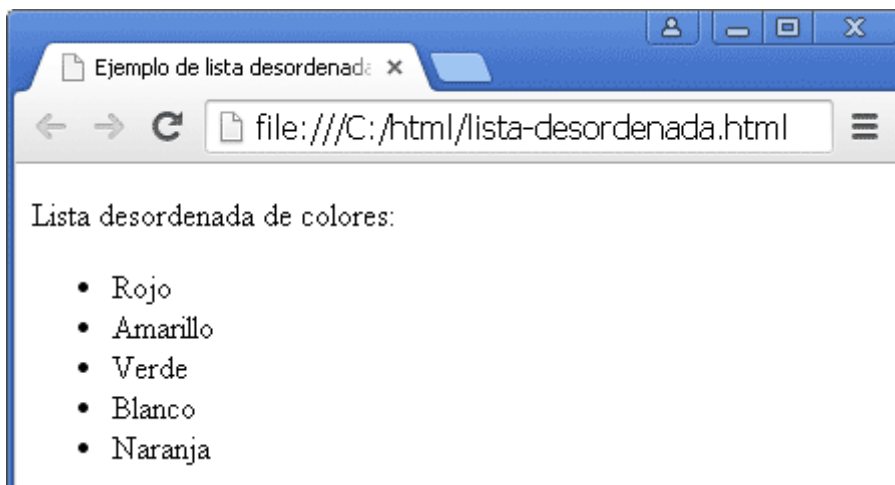 Ejemplo de lista desordenada
file:///C:/html/lista-desordenada.html
Lista desordenada de colores:
Rojo
Amarillo
Verde
Blanco
Naranja